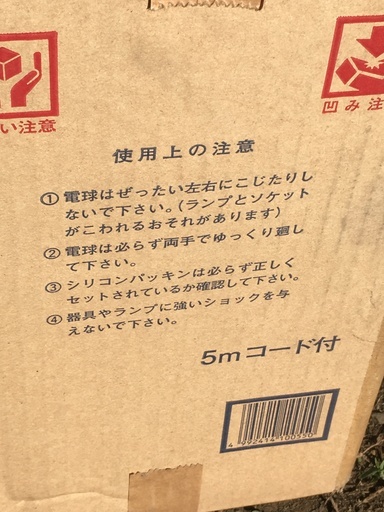 い注意
凹み注
使用上の注意
①電球はぜったい左右にこじたりし
ないで下さい。(ランプとソケット
がこわれるおそれがあります)
②電球は必らず両手でゆっくり廻し
て下さい。
③シリコンパッキンは必らず正しく
セットされているか確認して下さい。
④器具やランプに強いショックを与
えないで下さい。
5mコード付
4 992414 100350